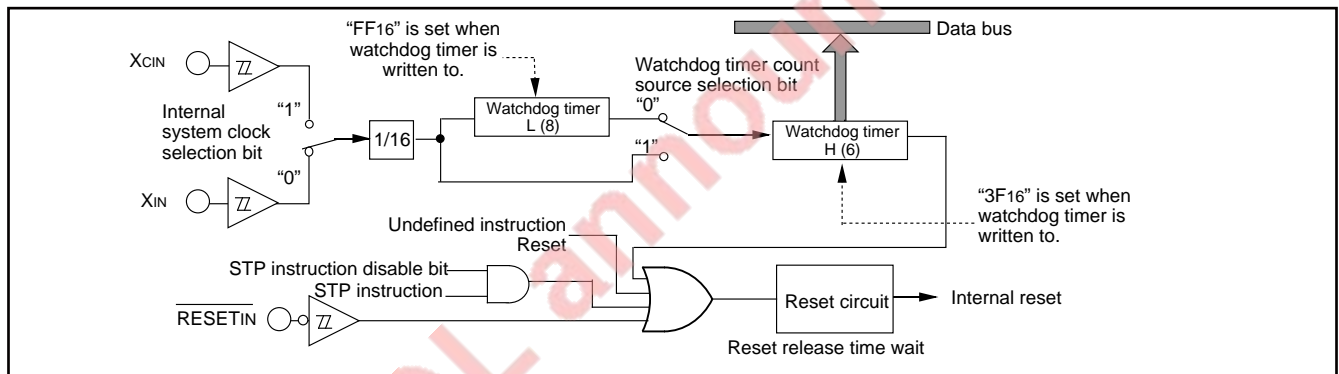 "FF16" is set when
watchdog timer is
written to.
Data bus
XCIN
Watchdog timer count
source selection bit
Internal
system clock
selection bit
"1"
"0"
1/16
Watchdog timer
L (8)
"0"
"1"
Watchdog timer
H (6)
XIN
"3F16" is set when
watchdog timer is
written to.
Undefined instruction
Reset
STP instruction disable bit
STP instruction
RESETIN
Reset circuit
Internal reset
Reset release time wait